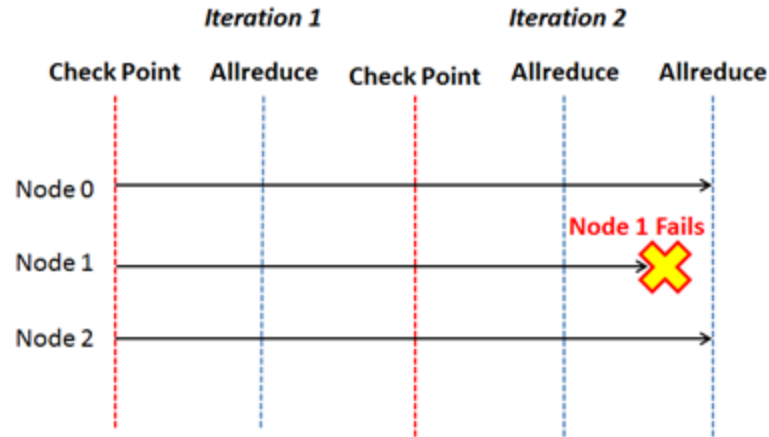 Iteration 1 Iteration 2
Check Point Allreduce Check Point Allreduce Allreduce
Node 0
Node 1 Fails
Node 1
Node 2